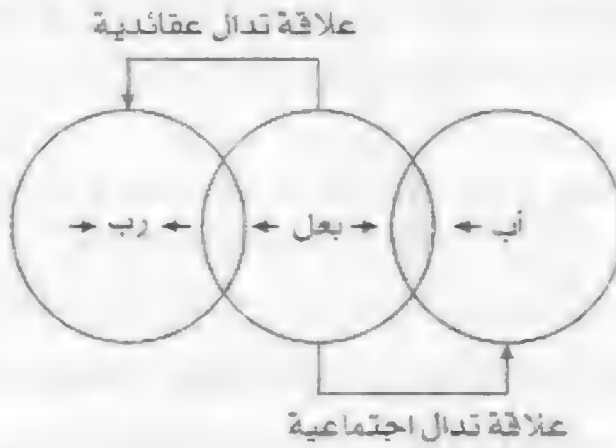 علاقة تدال عقائدية
أب بعل رب
علاقة تدال اجتماعية